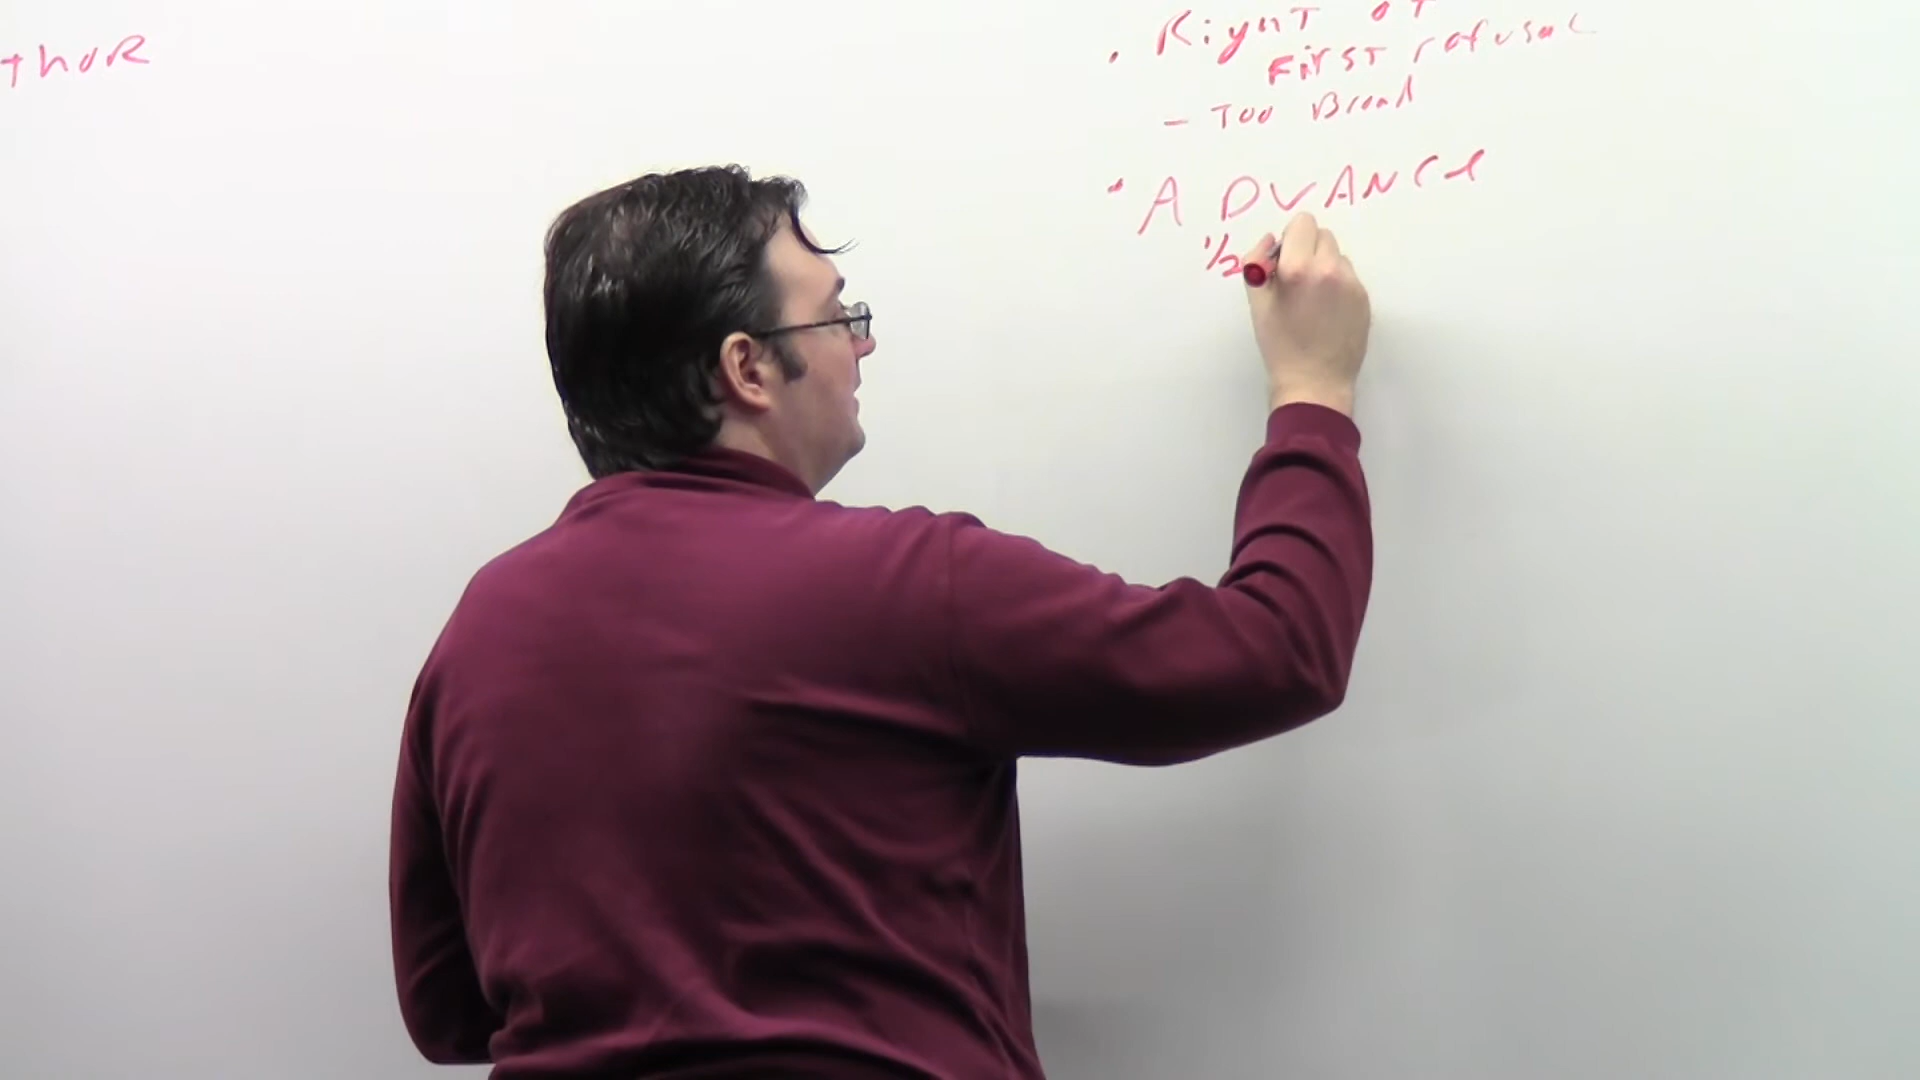 thoR
• Right of
First refusal
- Too Broad
• ADVANCe
1/2